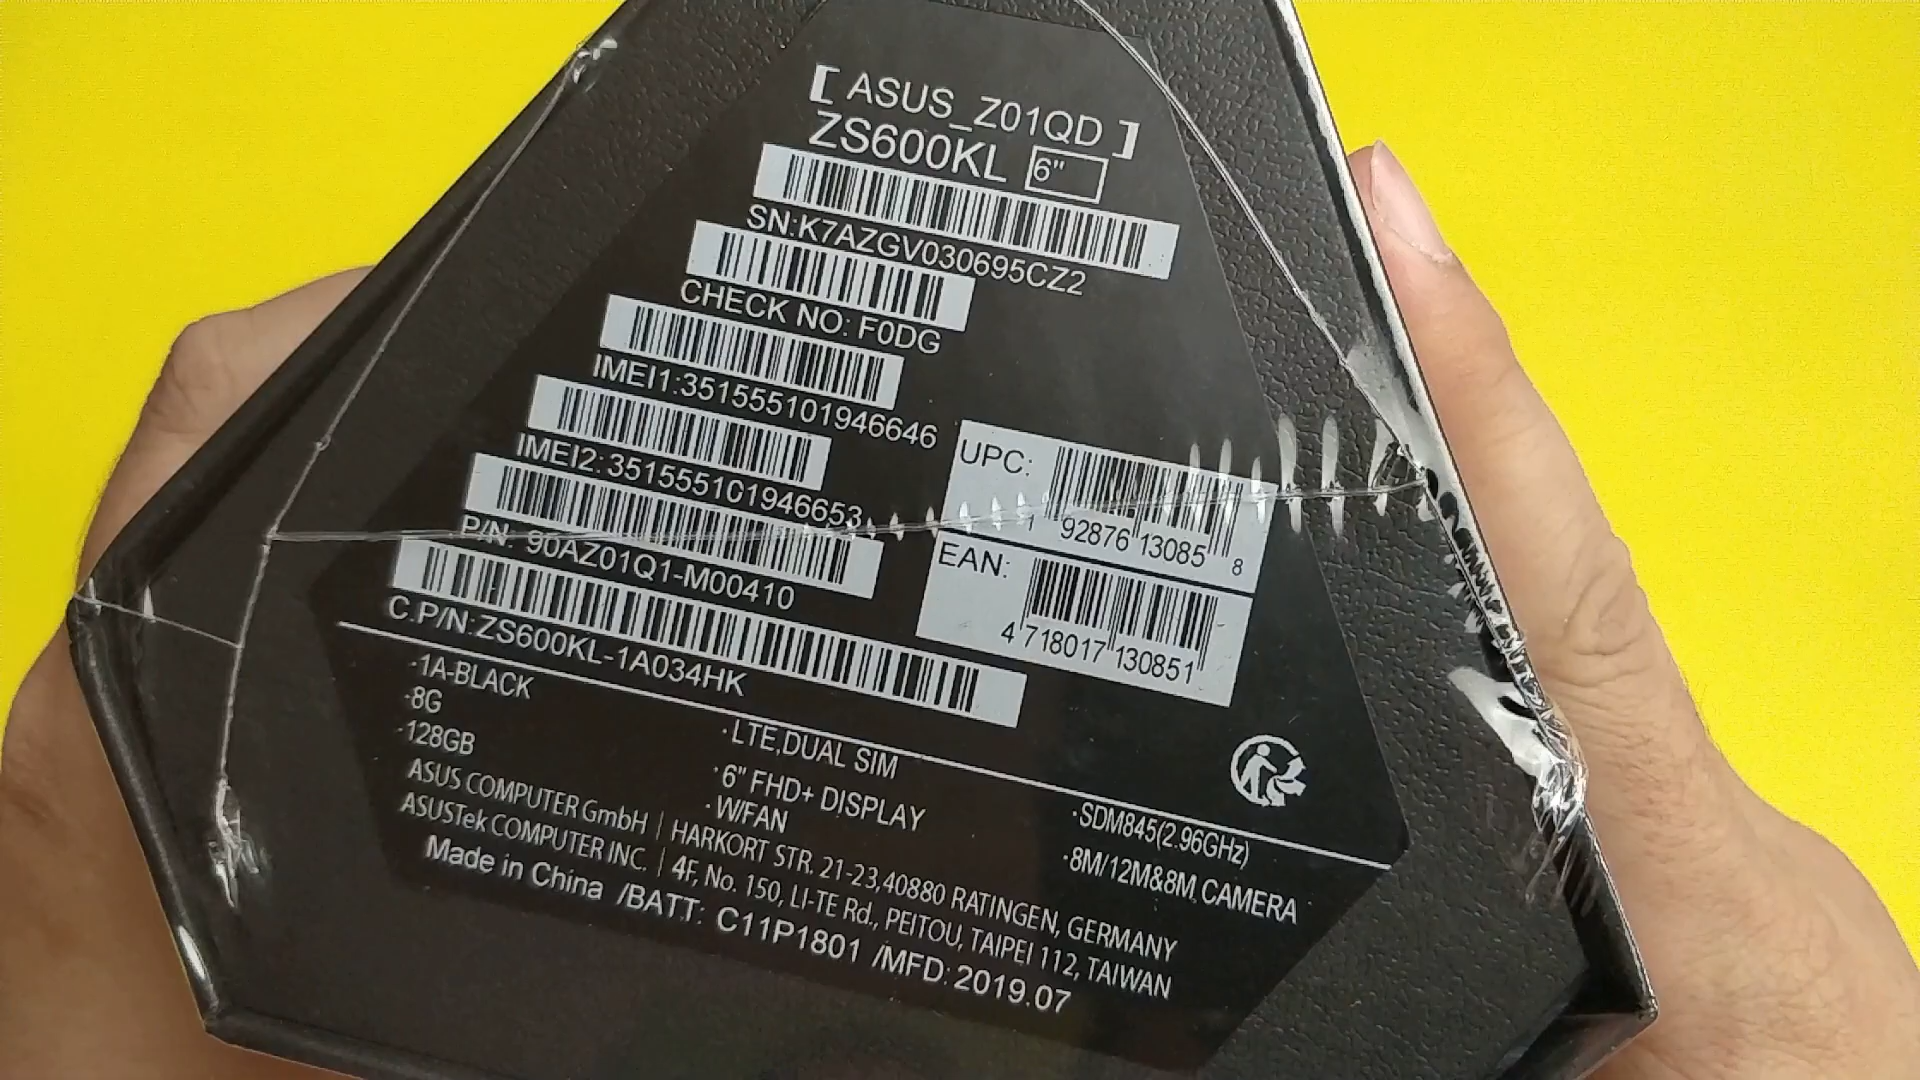 [ ASUS_Z01QD ]
ZS600KL 6"
SN:K7AZGV030695CZ2
CHECK NO: F0DG
IMEI1:351555101946646
IMEI2:351555101946653
P/N: 90AZ01Q1-M00410
C.P/N:ZS600KL-1A034HK
UPC:
1 92876 13085 8
EAN:
4 718017 130851
·1A-BLACK
·8G
·128GB
·LTE,DUAL SIM
·6" FHD+ DISPLAY
·W/FAN
·SDM845(2.96GHz)
·8M/12M&8M CAMERA
ASUS COMPUTER GmbH | HARKORT STR. 21-23,40880 RATINGEN, GERMANY
ASUSTek COMPUTER INC. | 4F, No. 150, LI-TE Rd., PEITOU, TAIPEI 112, TAIWAN
Made in China /BATT: C11P1801 /MFD:2019.07